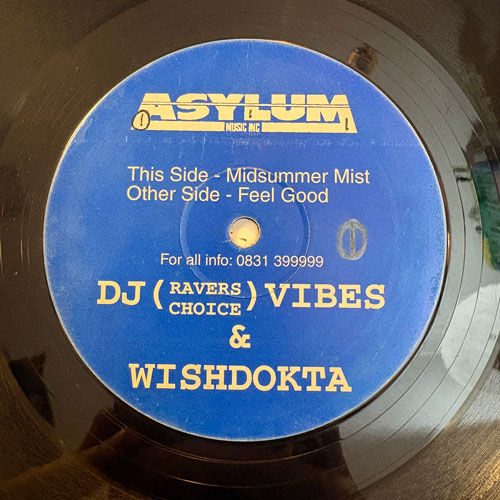 ASYLUM
MUSIC INC
This Side - Midsummer Mist
Other Side - Feel Good
For all info: 0831 399999
DJ (RAVERS CHOICE) VIBES
&
WISHDOKTA